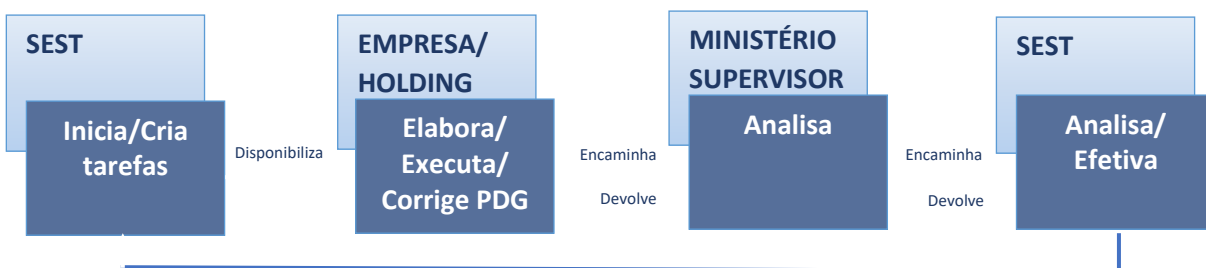 SEST
Inicia/Cria
tarefas
Disponibiliza
EMPRESA/
HOLDING
Elabora/
Executa/
Corrige PDG
Encaminha
Devolve
MINISTÉRIO
SUPERVISOR
Analisa
Encaminha
Devolve
SEST
Analisa/
Efetiva